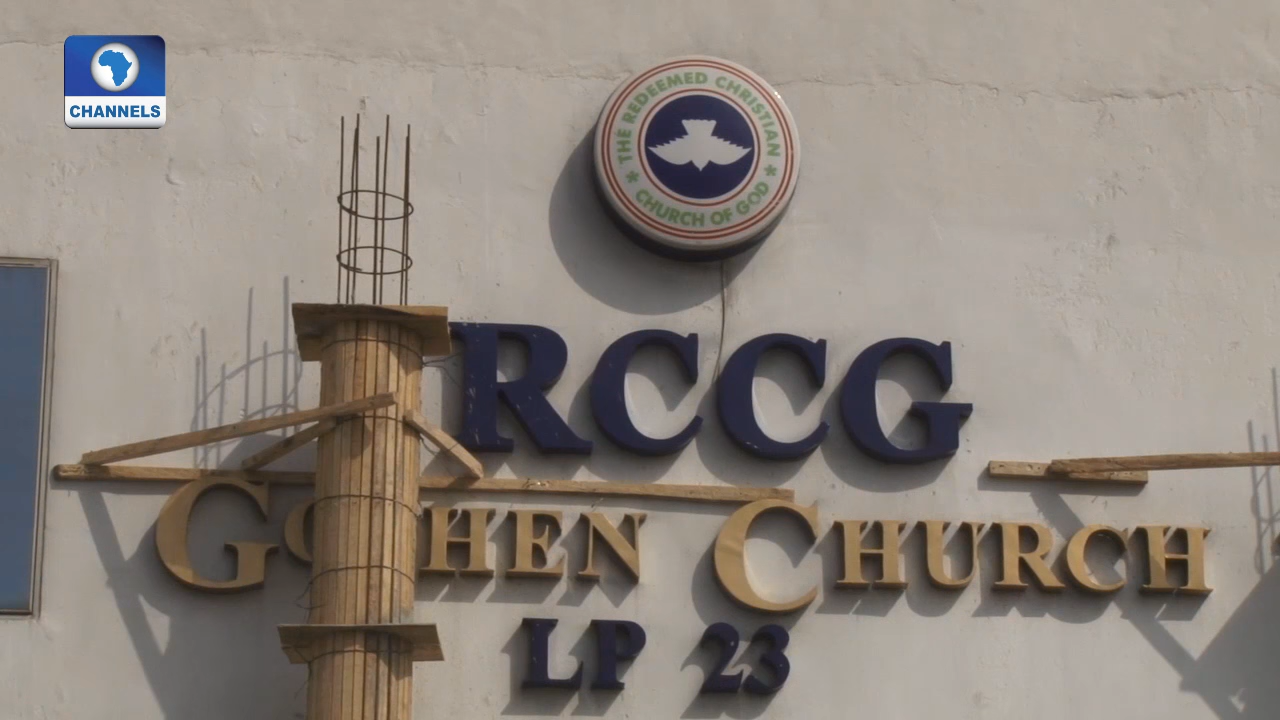 CHANNELS
THE REDEEMED CHRISTIAN
* CHURCH OF GOD *
RCCG
CHURCH
LP 23